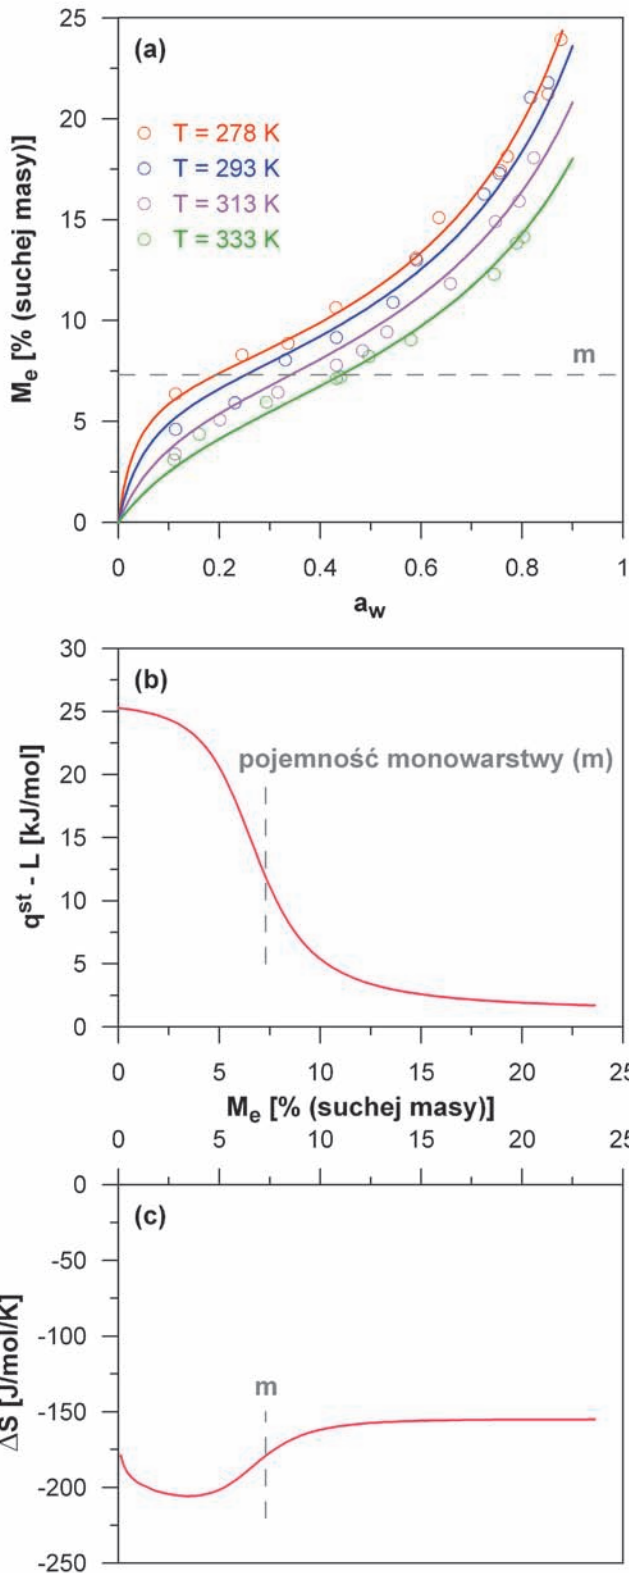 25
(a)
T = 278 K
20
T = 293 K
T = 313 K
15
T = 333 K
Mₑ [% (suchej masy)]
10
m
5
0
0 0.2 0.4 0.6 0.8 1
a_w
30
(b)
25
pojemność monowarstwy (m)
20
qˢᵗ - L [kJ/mol]
15
10
5
0
0 5 10 15 20 25
Mₑ [% (suchej masy)]
0 5 10 15 20 25
0
(c)
-50
-100
ΔS [J/mol/K]
m
-150
-200
-250